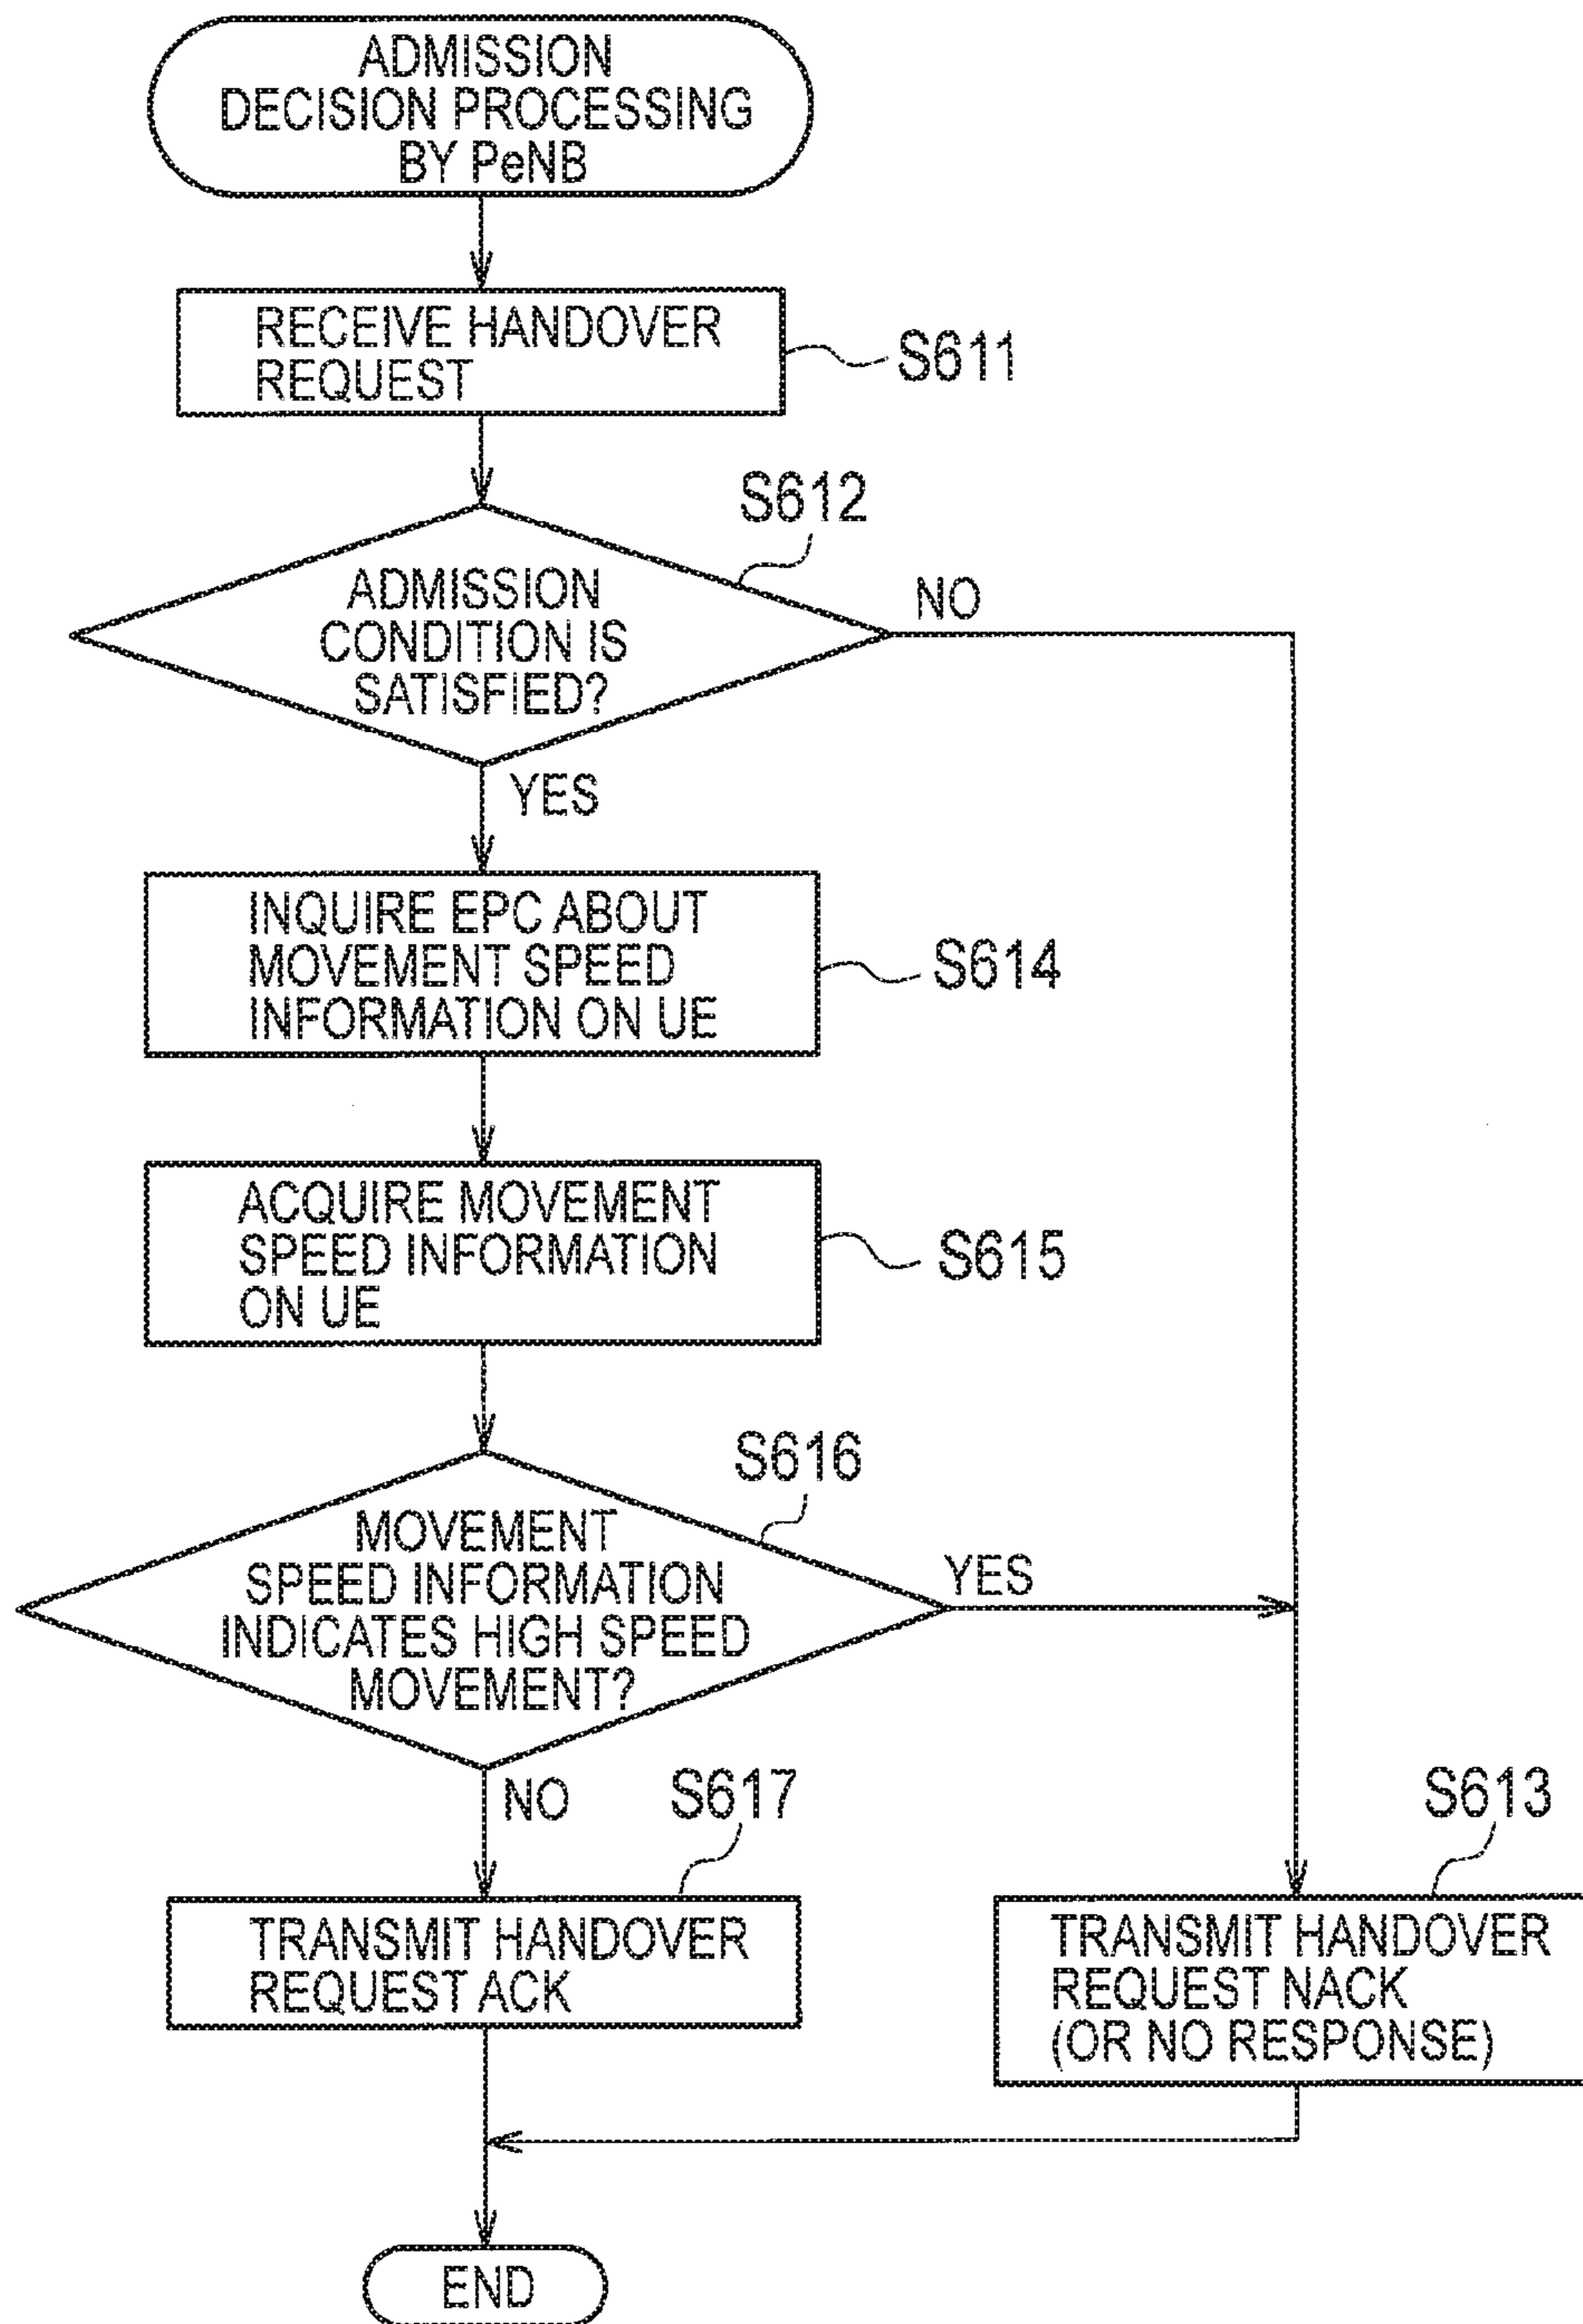 ADMISSION
DECISION PROCESSING
BY PeNB
RECEIVE HANDOVER
REQUEST
S611
S612
ADMISSION
CONDITION IS
SATISFIED?
NO
YES
INQUIRE EPC ABOUT
MOVEMENT SPEED
INFORMATION ON UE
S614
ACQUIRE MOVEMENT
SPEED INFORMATION
ON UE
S615
S616
MOVEMENT
SPEED INFORMATION
INDICATES HIGH SPEED
MOVEMENT?
YES
NO
S617
TRANSMIT HANDOVER
REQUEST ACK
S613
TRANSMIT HANDOVER
REQUEST NACK
(OR NO RESPONSE)
END